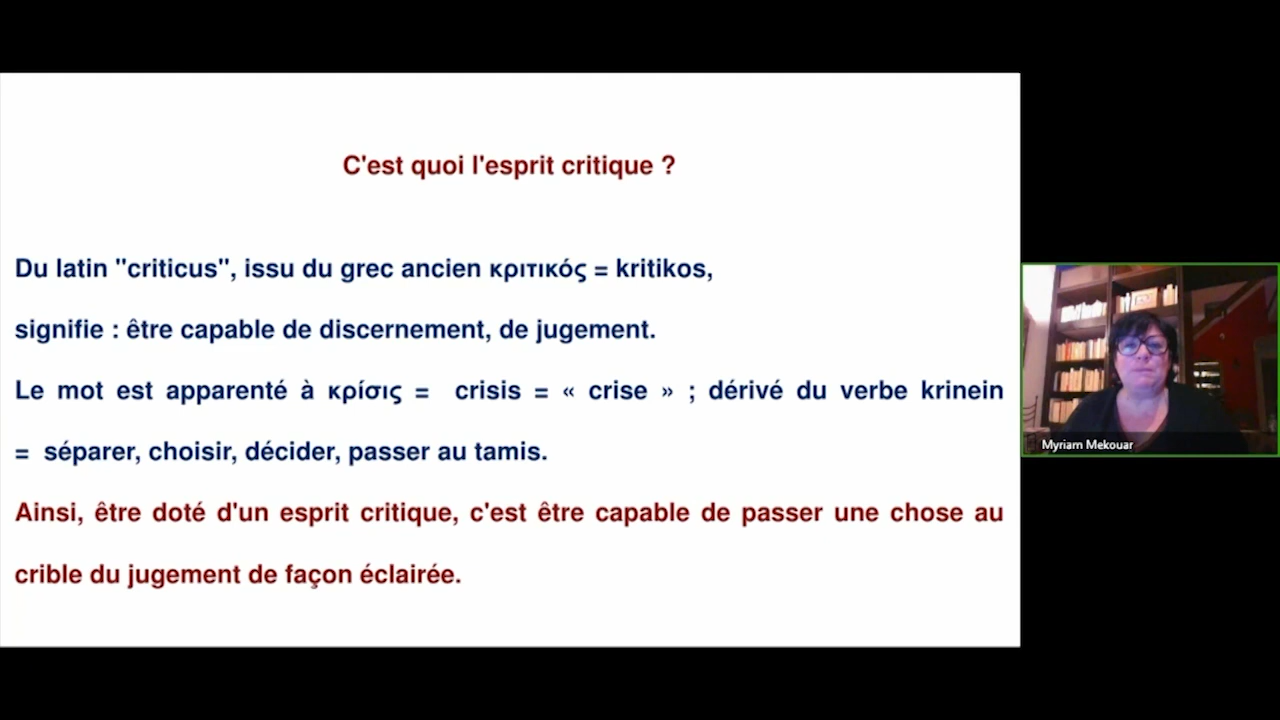 C'est quoi l'esprit critique ?
Du latin "criticus", issu du grec ancien κριτικός = kritikos,
signifie : être capable de discernement, de jugement.
Le mot est apparenté à κρίσις = crisis = « crise » ; dérivé du verbe krinein
= séparer, choisir, décider, passer au tamis.
Ainsi, être doté d'un esprit critique, c'est être capable de passer une chose au
crible du jugement de façon éclairée.
Myriam Mekouar